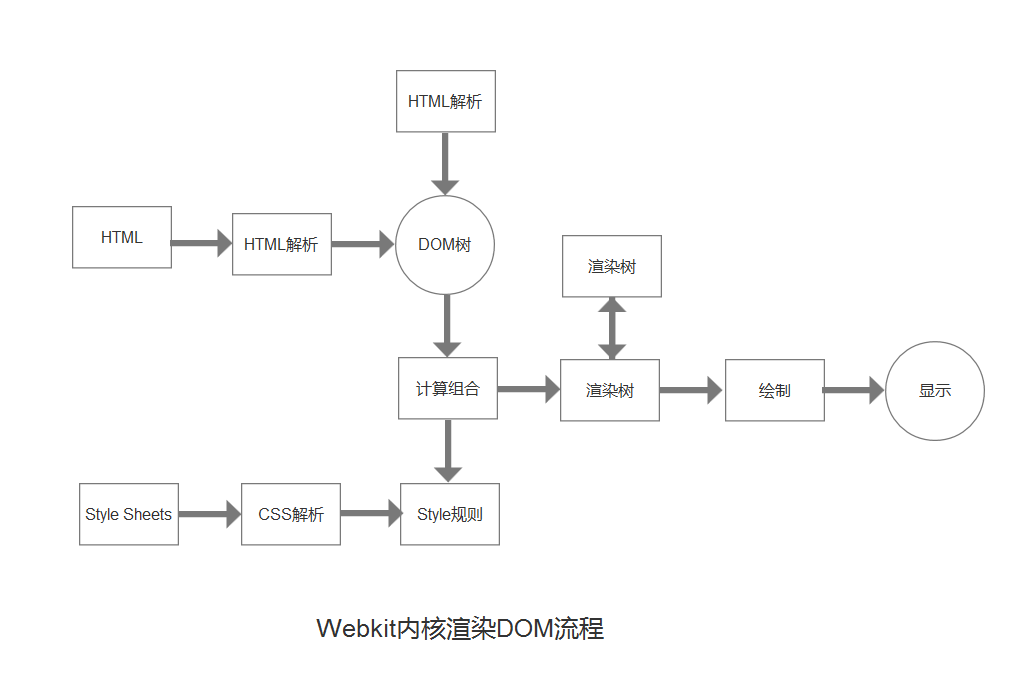 HTML解析
HTML
HTML解析
DOM树
渲染树
计算组合
渲染树
绘制
显示
Style Sheets
CSS解析
Style规则
Webkit内核渲染DOM流程